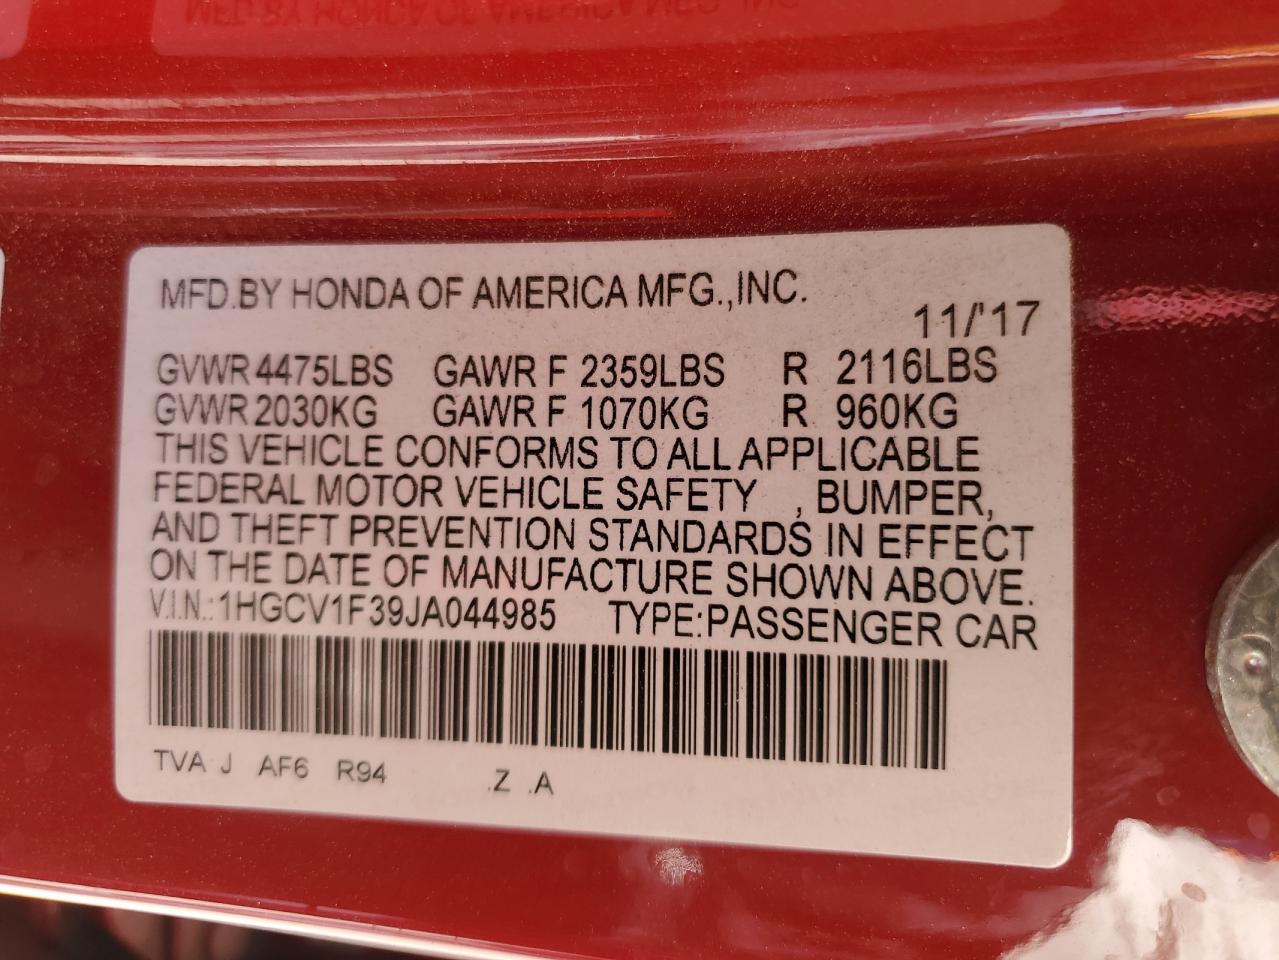 MFD.BY HONDA OF AMERICA MFG.,INC.
11/'17
GVWR 4475LBS GAWR F 2359LBS R 2116LBS
GVWR 2030KG GAWR F 1070KG R 960KG
THIS VEHICLE CONFORMS TO ALL APPLICABLE
FEDERAL MOTOR VEHICLE SAFETY , BUMPER,
AND THEFT PREVENTION STANDARDS IN EFFECT
ON THE DATE OF MANUFACTURE SHOWN ABOVE.
V.I.N.:1HGCV1F39JA044985 TYPE:PASSENGER CAR
TVA J AF6 R94 .Z .A